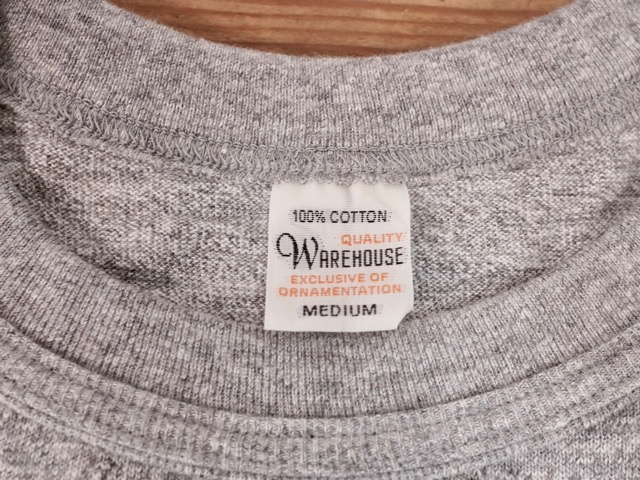 100% COTTON
QUALITY
WAREHOUSE
EXCLUSIVE OF
ORNAMENTATION
MEDIUM